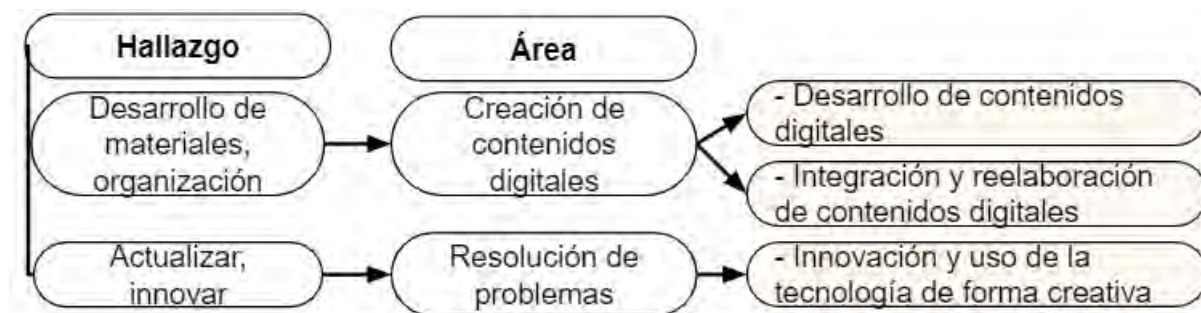 Hallazgo
Área
Desarrollo de
materiales,
organización
Creación de
contenidos
digitales
- Desarrollo de contenidos
digitales
- Integración y reelaboración
de contenidos digitales
Actualizar,
innovar
Resolución de
problemas
- Innovación y uso de la
tecnología de forma creativa